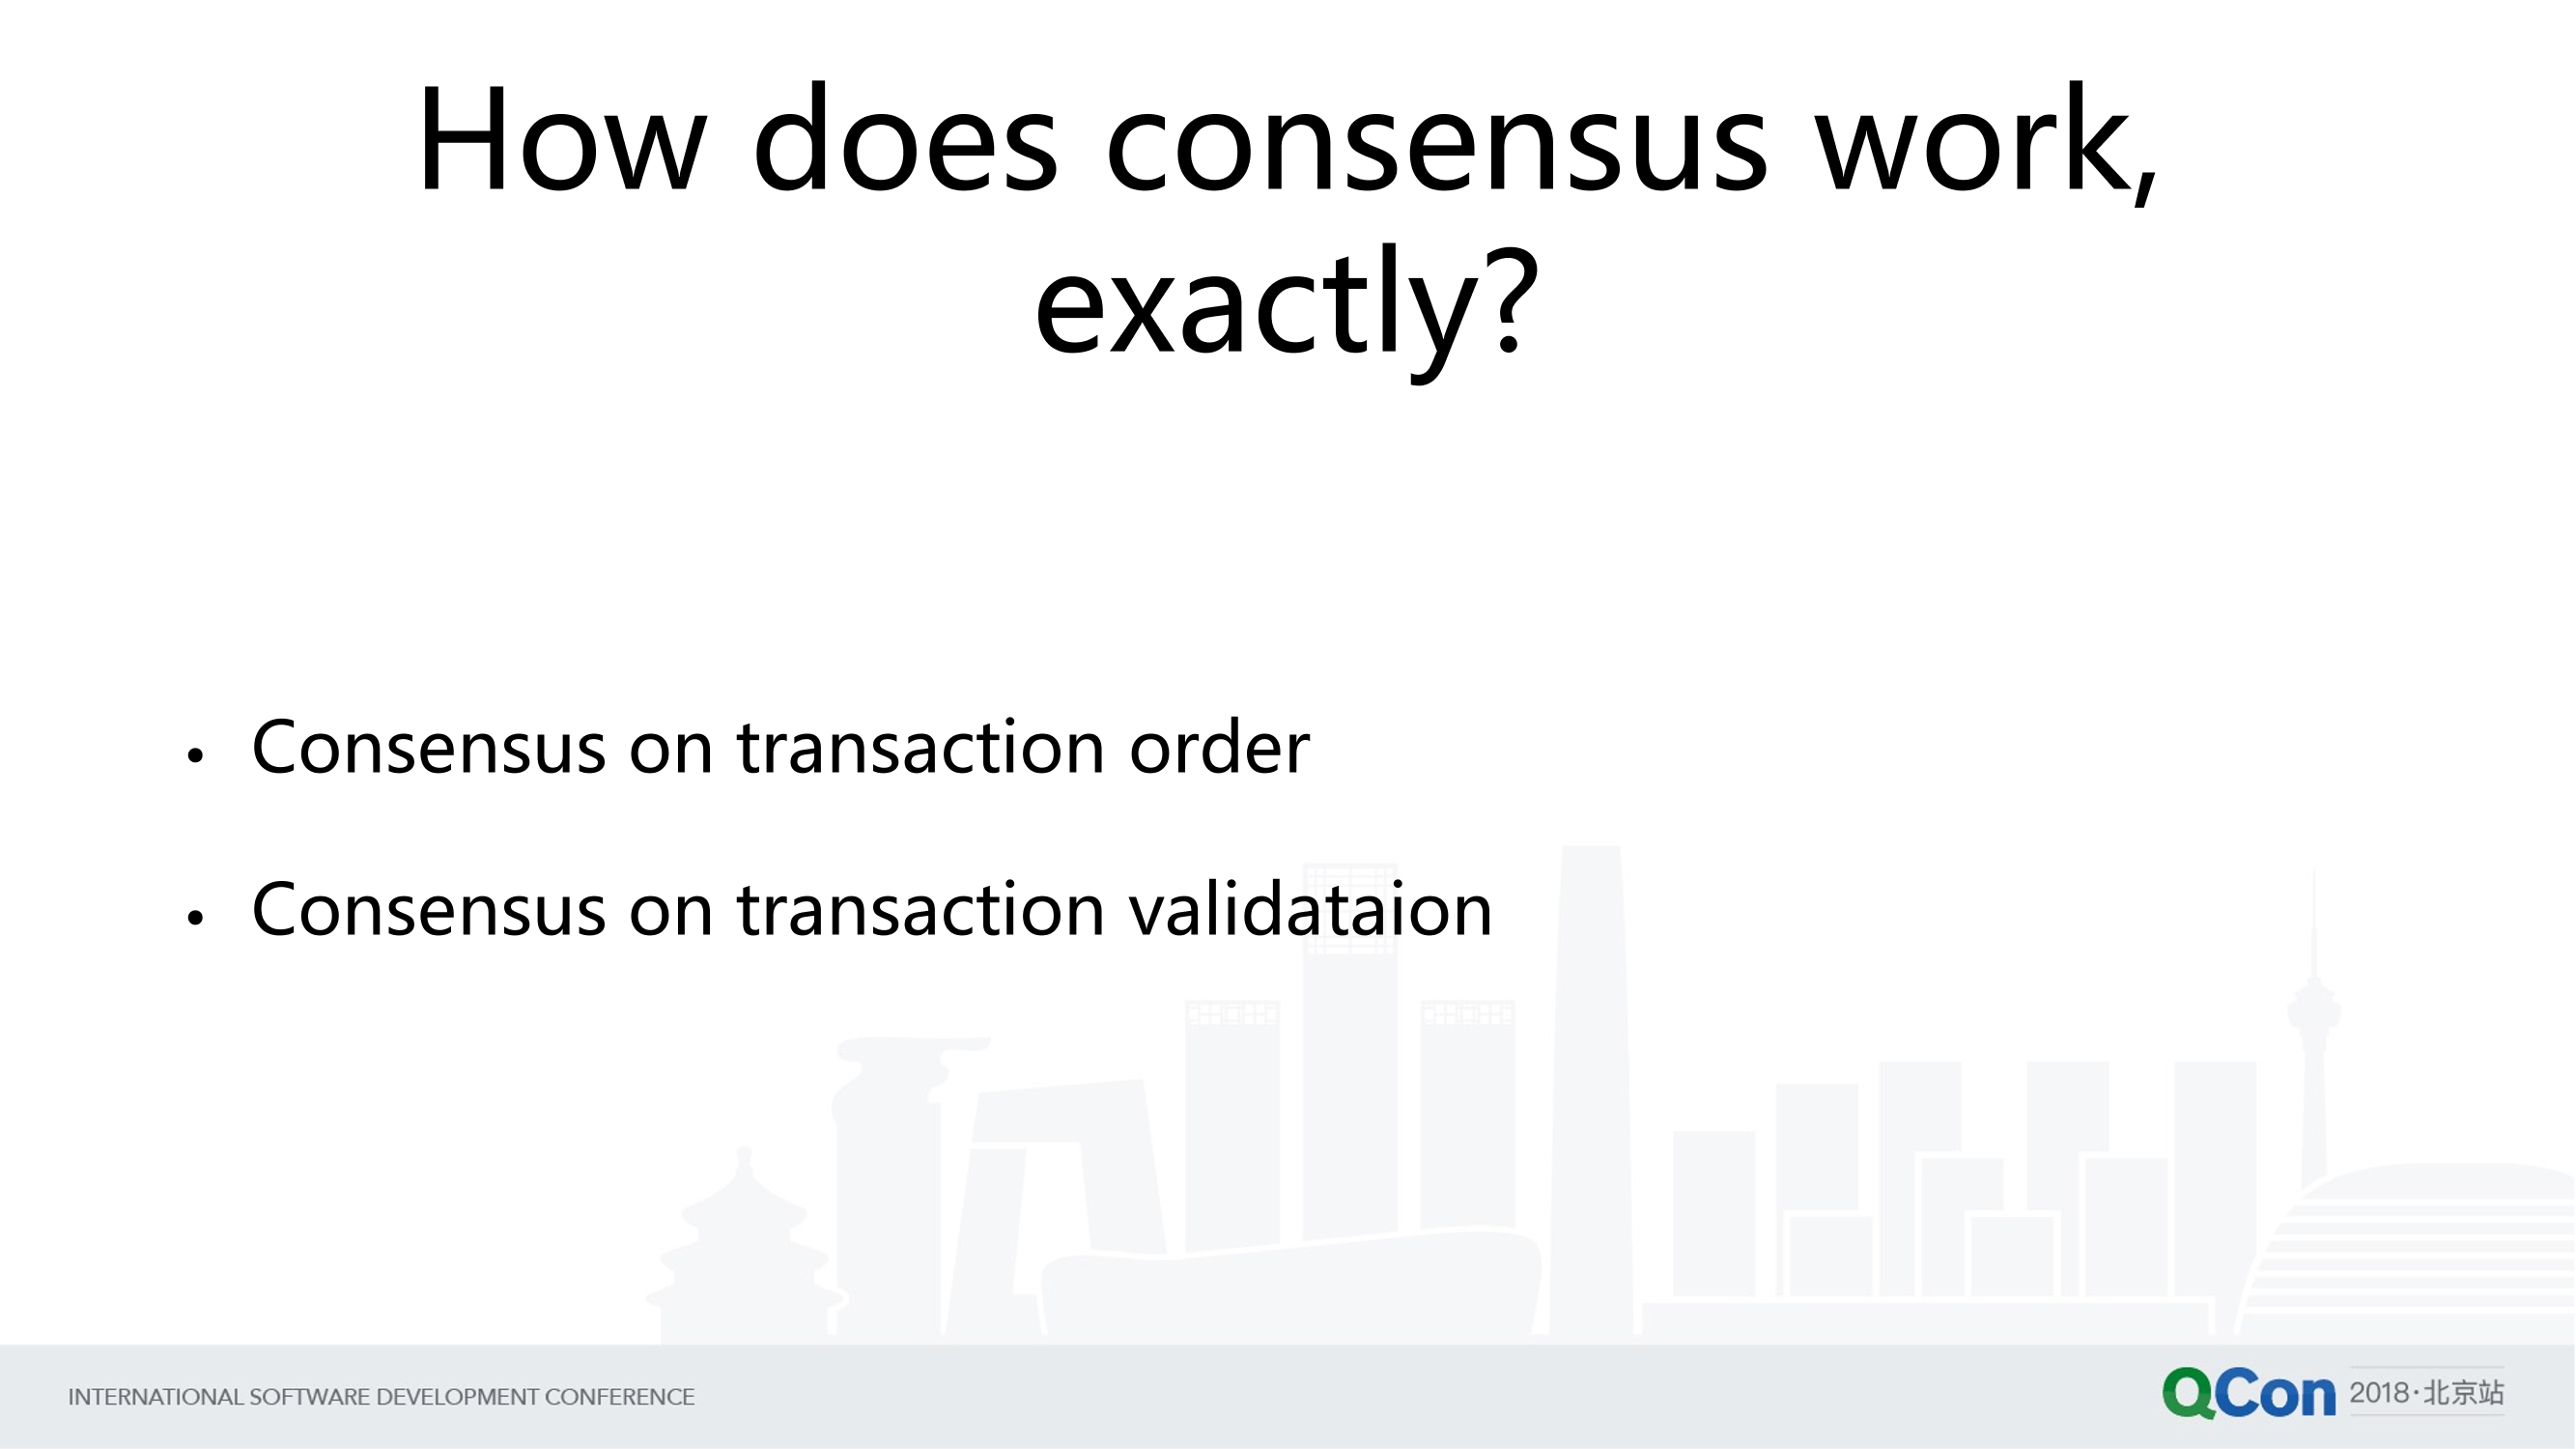 How does consensus work,
exactly?
• Consensus on transaction order
• Consensus on transaction validataion
INTERNATIONAL SOFTWARE DEVELOPMENT CONFERENCE
QCon 2018·北京站